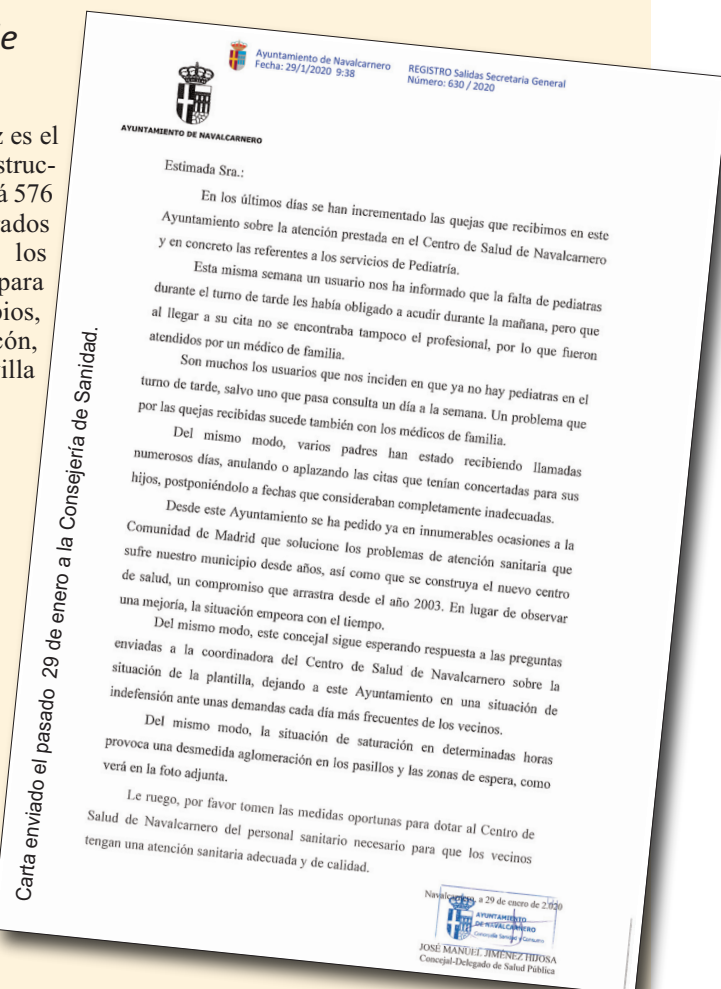 z es el
struc-
á 576
ados
los
para
pios,
cón,
villa
Carta enviado el pasado 29 de enero a la Consejería de Sanidad.
Ayuntamiento de Navalcarnero
Fecha: 29/1/2020 9:38
REGISTRO Salidas Secretaria General
Número: 630 / 2020
AYUNTAMIENTO DE NAVALCARNERO
Estimada Sra.:
En los últimos días se han incrementado las quejas que recibimos en este
Ayuntamiento sobre la atención prestada en el Centro de Salud de Navalcarnero
y en concreto las referentes a los servicios de Pediatría.
Esta misma semana un usuario nos ha informado que la falta de pediatras
durante el turno de tarde les había obligado a acudir durante la mañana, pero que
al llegar a su cita no se encontraba tampoco el profesional, por lo que fueron
atendidos por un médico de familia.
Son muchos los usuarios que nos inciden en que ya no hay pediatras en el
turno de tarde, salvo uno que pasa consulta un día a la semana. Un problema que
por las quejas recibidas sucede también con los médicos de familia.
Del mismo modo, varios padres han estado recibiendo llamadas
numerosos días, anulando o aplazando las citas que tenían concertadas para sus
hijos, postponiéndolo a fechas que consideraban completamente inadecuadas.
Desde este Ayuntamiento se ha pedido ya en innumerables ocasiones a la
Comunidad de Madrid que solucione los problemas de atención sanitaria que
sufre nuestro municipio desde años, así como que se construya el nuevo centro
de salud, un compromiso que arrastra desde el año 2003. En lugar de observar
una mejoría, la situación empeora con el tiempo.
Del mismo modo, este concejal sigue esperando respuesta a las preguntas
enviadas a la coordinadora del Centro de Salud de Navalcarnero sobre la
situación de la plantilla, dejando a este Ayuntamiento en una situación de
indefensión ante unas demandas cada día más frecuentes de los vecinos.
Del mismo modo, la situación de saturación en determinadas horas
provoca una desmedida aglomeración en los pasillos y las zonas de espera, como
verá en la foto adjunta.
Le ruego, por favor tomen las medidas oportunas para dotar al Centro de
Salud de Navalcarnero del personal sanitario necesario para que los vecinos
tengan una atención sanitaria adecuada y de calidad.
Navalcarnero, a 29 de enero de 2.020
AYUNTAMIENTO
DE NAVALCARNERO
Concejalía Sanidad y Consumo
JOSÉ MANUEL JIMÉNEZ HIJOSA
Concejal-Delegado de Salud Pública